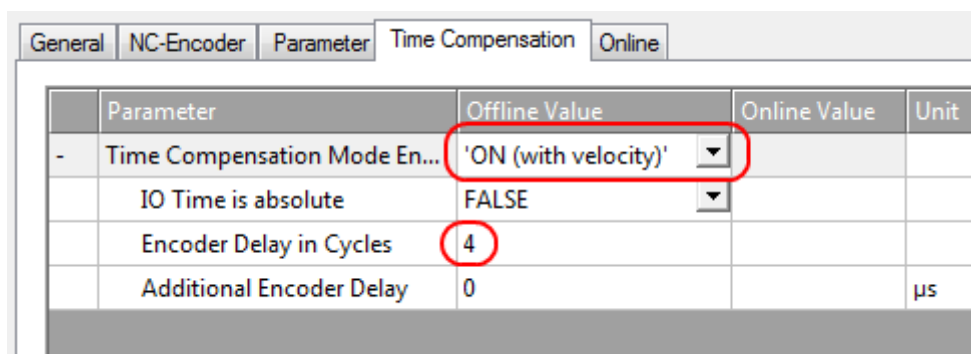 General NC-Encoder Parameter Time Compensation Online
Parameter Offline Value Online Value Unit
- Time Compensation Mode En... 'ON (with velocity)'
IO Time is absolute FALSE
Encoder Delay in Cycles 4
Additional Encoder Delay 0 µs